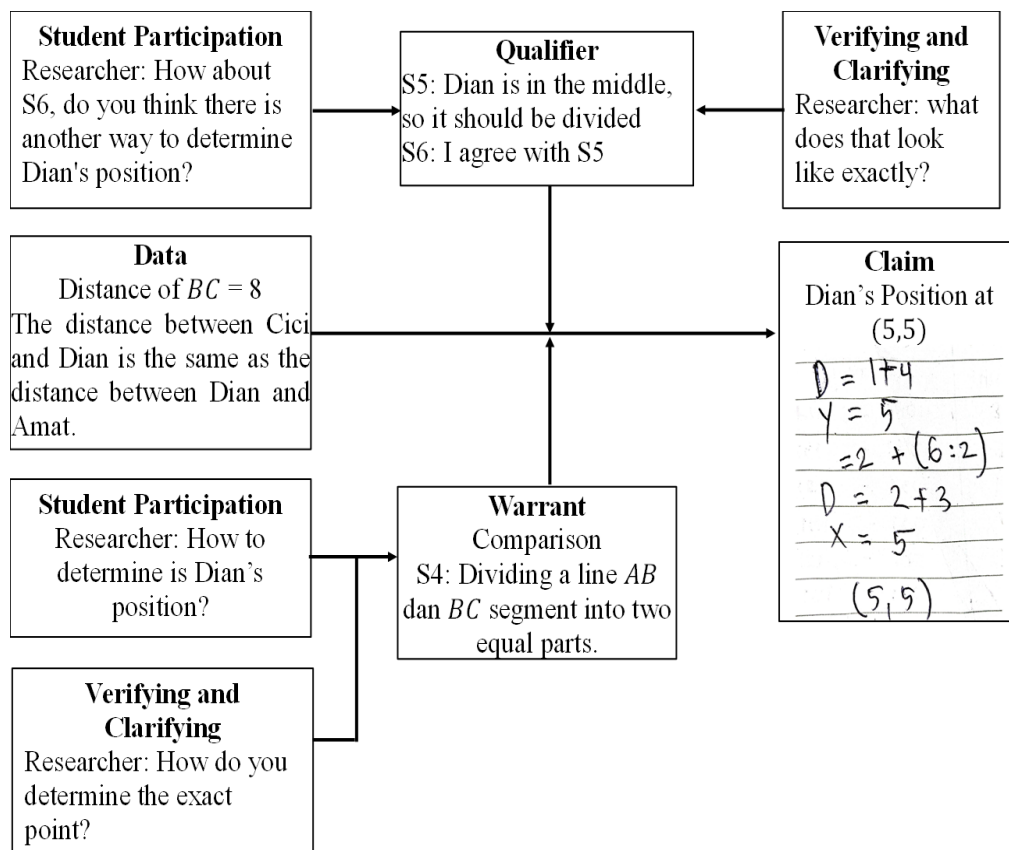 Student Participation
Researcher: How about
S6, do you think there is
another way to determine
Dian's position?
Qualifier
S5: Dian is in the middle,
so it should be divided
S6: I agree with S5
Verifying and
Clarifying
Researcher: what
does that look
like exactly?
Data
Distance of BC = 8
The distance between Cici
and Dian is the same as the
distance between Dian and
Amat.
Claim
Dian's Position at
(5,5)
D = 1+4
Y = 5
=2 + (6:2)
D = 2+3
X = 5
(5,5)
Student Participation
Researcher: How to
determine is Dian's
position?
Warrant
Comparison
S4: Dividing a line AB
dan BC segment into two
equal parts.
Verifying and
Clarifying
Researcher: How do you
determine the exact
point?